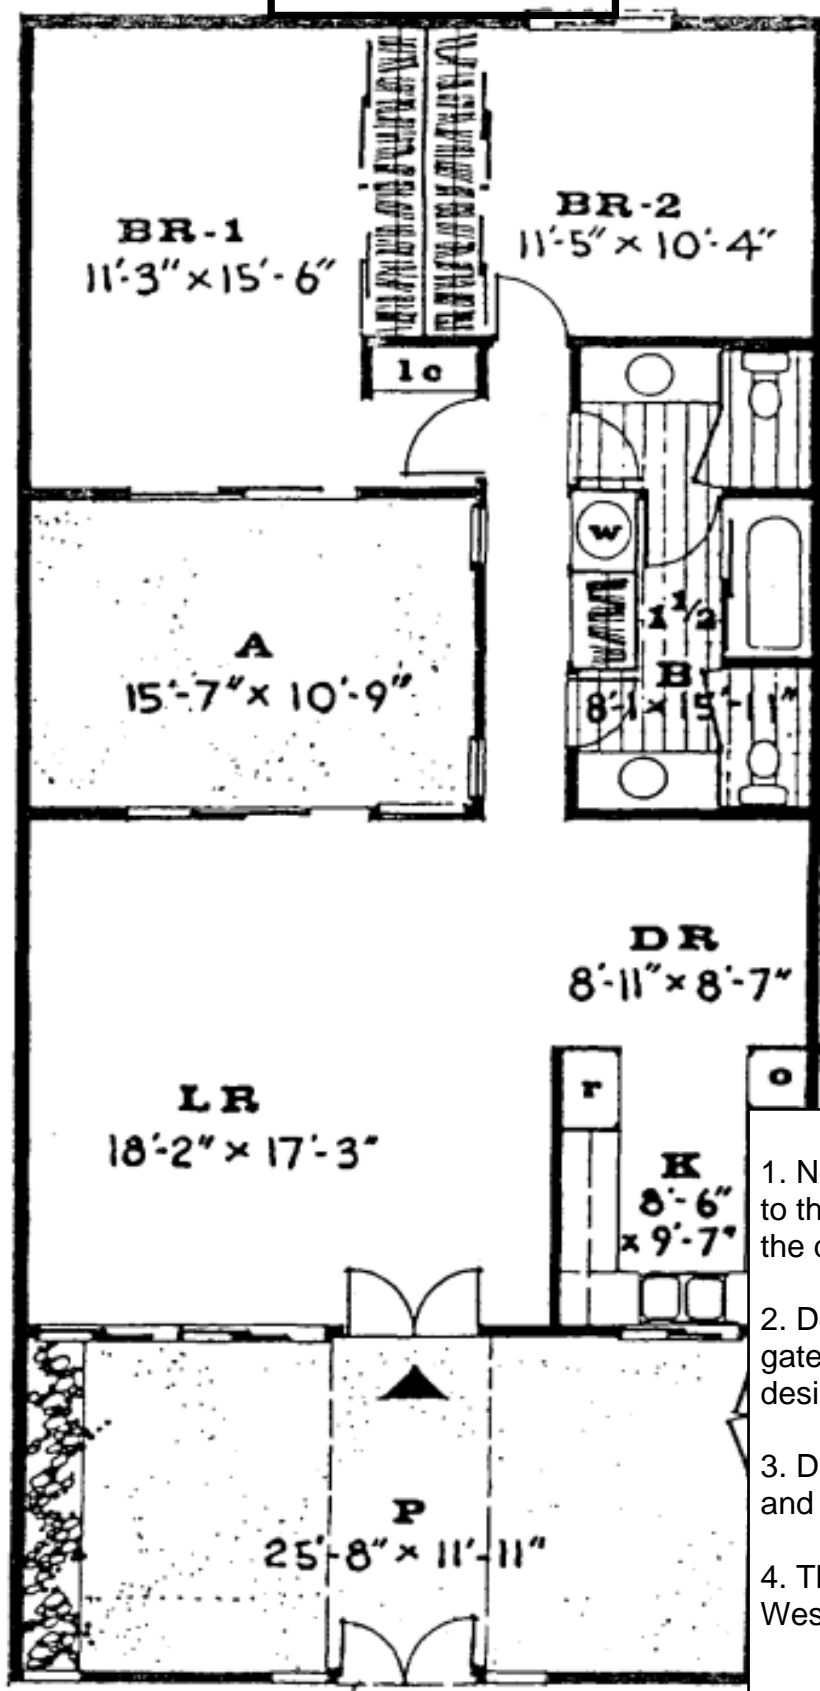 BR-1
11'-3" x 15'-6"
BR-2
11'-5" x 10'-4"
lc
w
A
15'-7" x 10'-9"
1 1/2
B
8'-1 x 15'-11"
DR
8'-11" x 8'-7"
r
o
LR
18'-2" x 17'-3"
K
8'-6"
x 9'-7"
P
25'-8" x 11'-11"
1. N
to th
the
2. D
gate
desi
3. D
and
4. Th
Wes